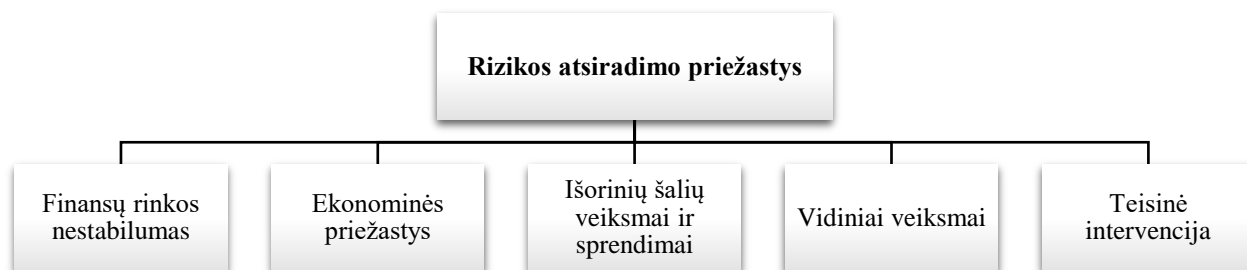 Rizikos atsiradimo priežastys
Finansų rinkos
nestabilumas
Ekonominės
priežastys
Išorinių šalių
veiksmai ir
sprendimai
Vidiniai veiksmai
Teisinė
intervencija